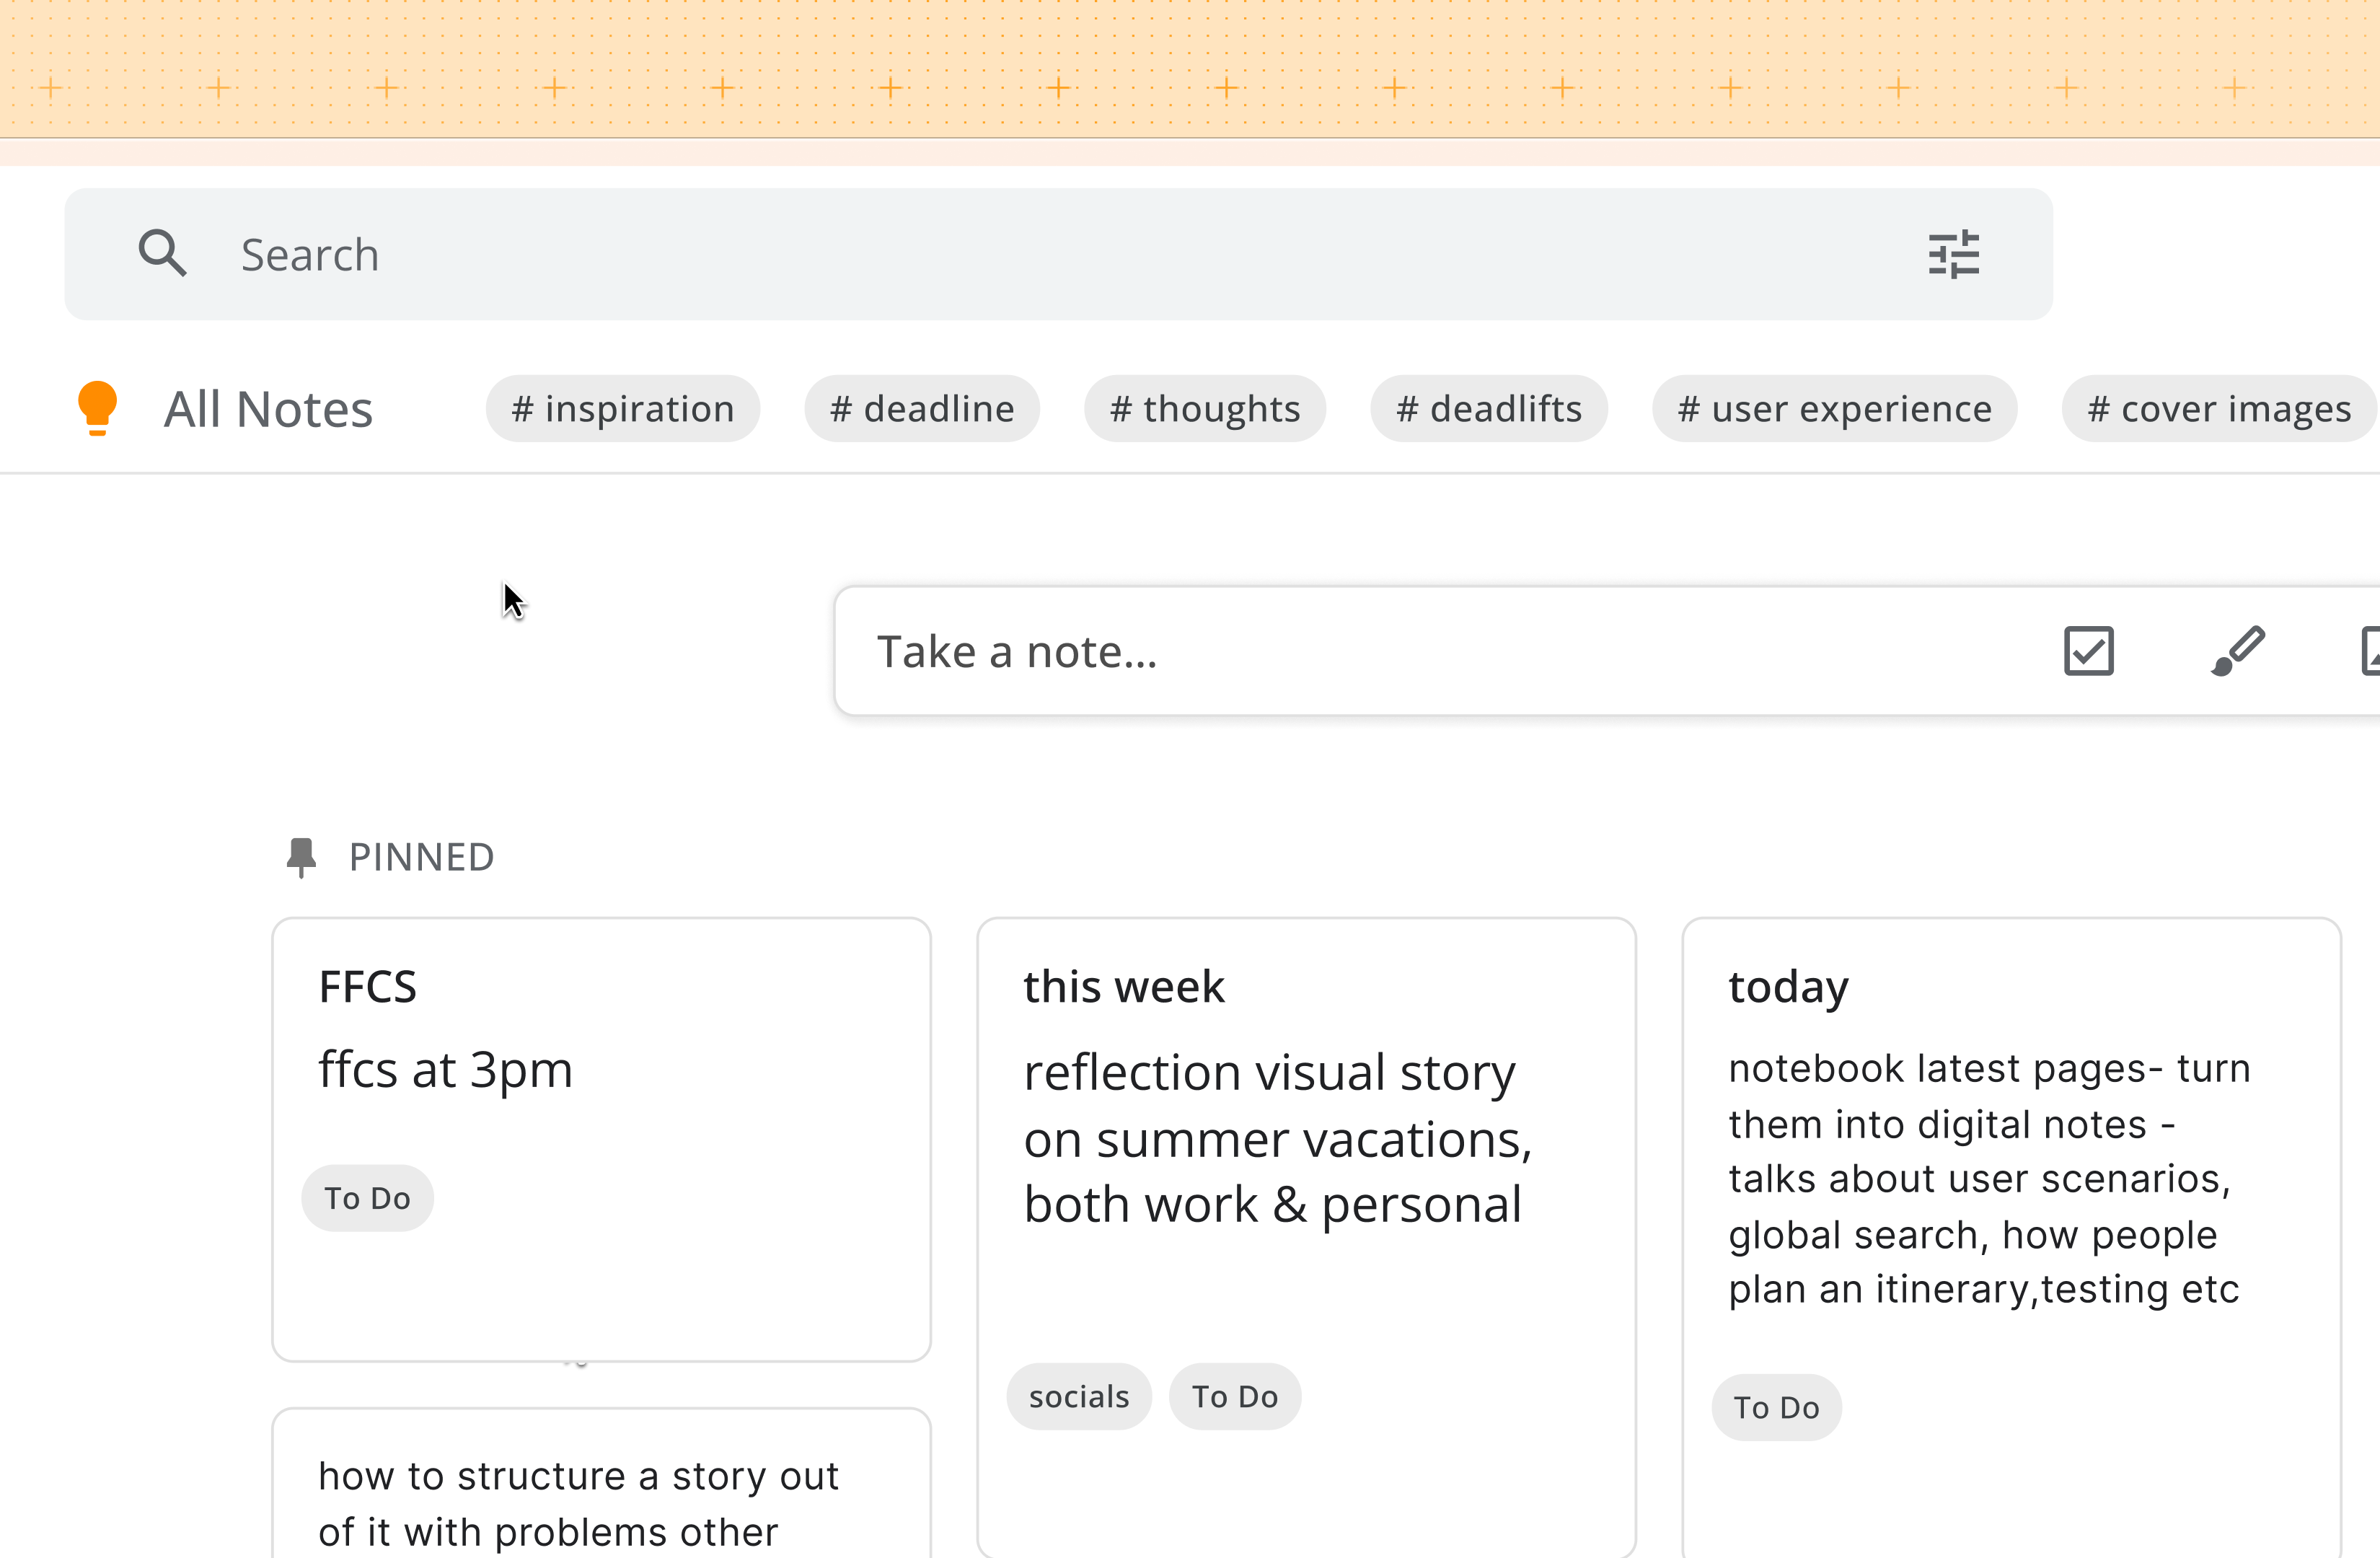 Search
All Notes
# inspiration
# deadline
# thoughts
# deadlifts
# user experience
# cover images
Take a note...
PINNED
FFCS
ffcs at 3pm
To Do
this week
reflection visual story
on summer vacations,
both work & personal
socials
To Do
today
notebook latest pages- turn
them into digital notes -
talks about user scenarios,
global search, how people
plan an itinerary,testing etc
To Do
how to structure a story out
of it with problems other